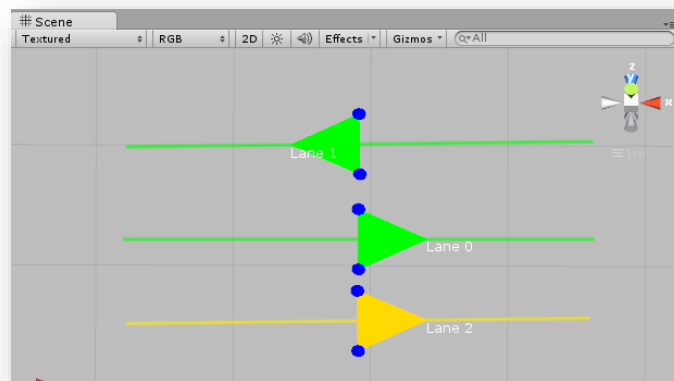 Scene
Textured RGB 2D Effects Gizmos All
z
x
Lane 1
Lane 0
Lane 2